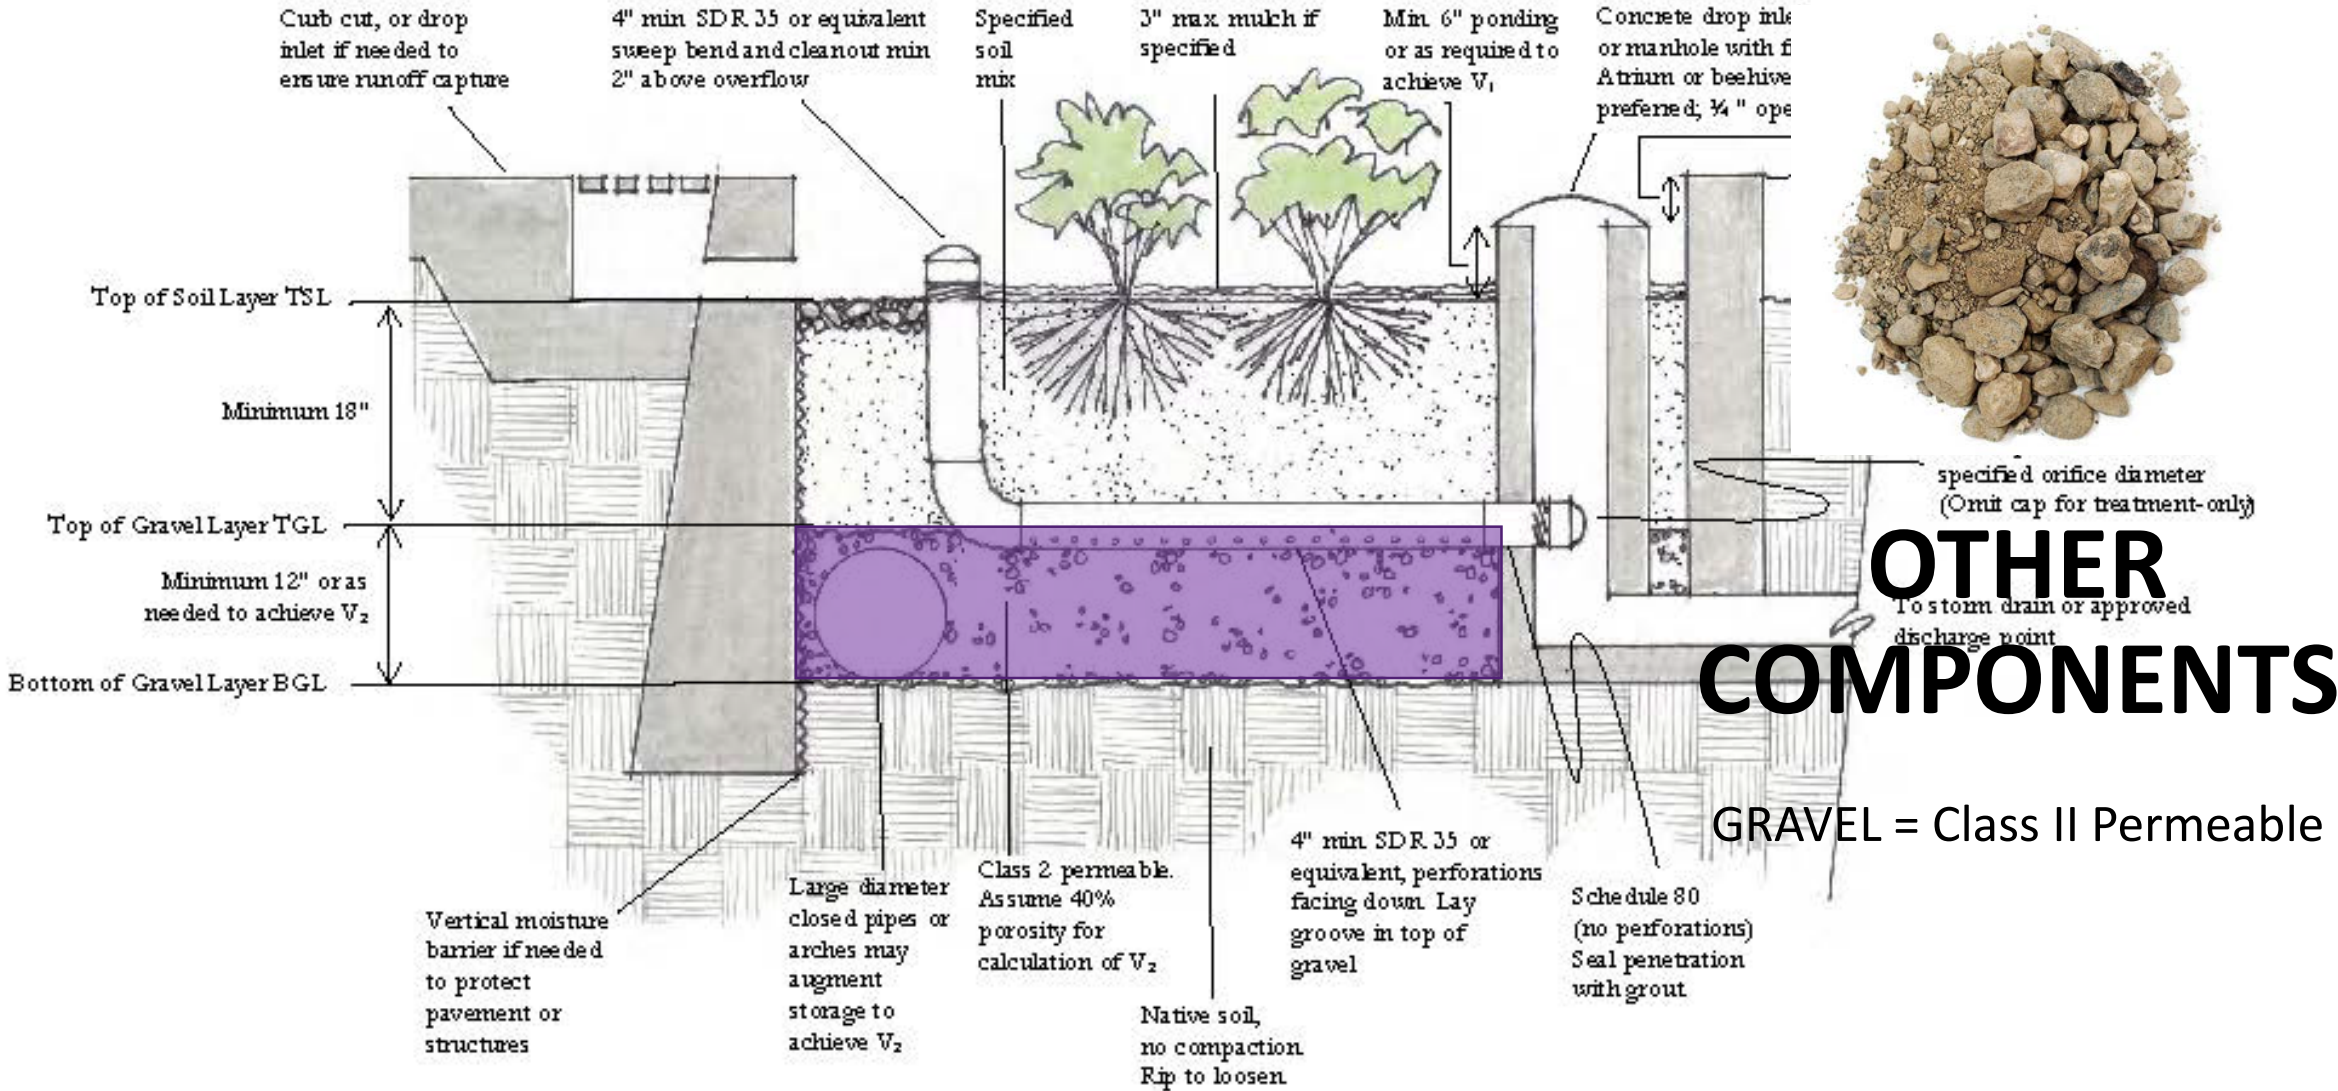 Curb cut, or drop
inlet if needed to
ensure runoff capture
4" min. SDR 35 or equivalent
sweep bend and cleanout min.
2" above overflow
Specified
soil
mix
3" max. mulch if
specified
Min. 6" ponding
or as required to
achieve V₁
Concrete drop
or manhole with
Atrium or beehive
preferred; ¼ "
Top of Soil Layer TSL
Minimum 18"
Top of Gravel Layer TGL
Minimum 12" or as
needed to achieve V₂
Bottom of Gravel Layer BGL
specified orifice diameter
(Omit cap for treatment-only)
OTHER
To storm drain or approved
discharge point
COMPONENTS
GRAVEL = Class II Permeable
Vertical moisture
barrier if needed
to protect
pavement or
structures
Large diameter
closed pipes or
arches may
augment
storage to
achieve V₂
Class 2 permeable.
Assume 40%
porosity for
calculation of V₂
Native soil,
no compaction.
Rip to loosen.
4" min. SDR 35 or
equivalent, perforations
facing down. Lay
groove in top of
gravel
Schedule 80
(no perforations)
Seal penetration
with grout.